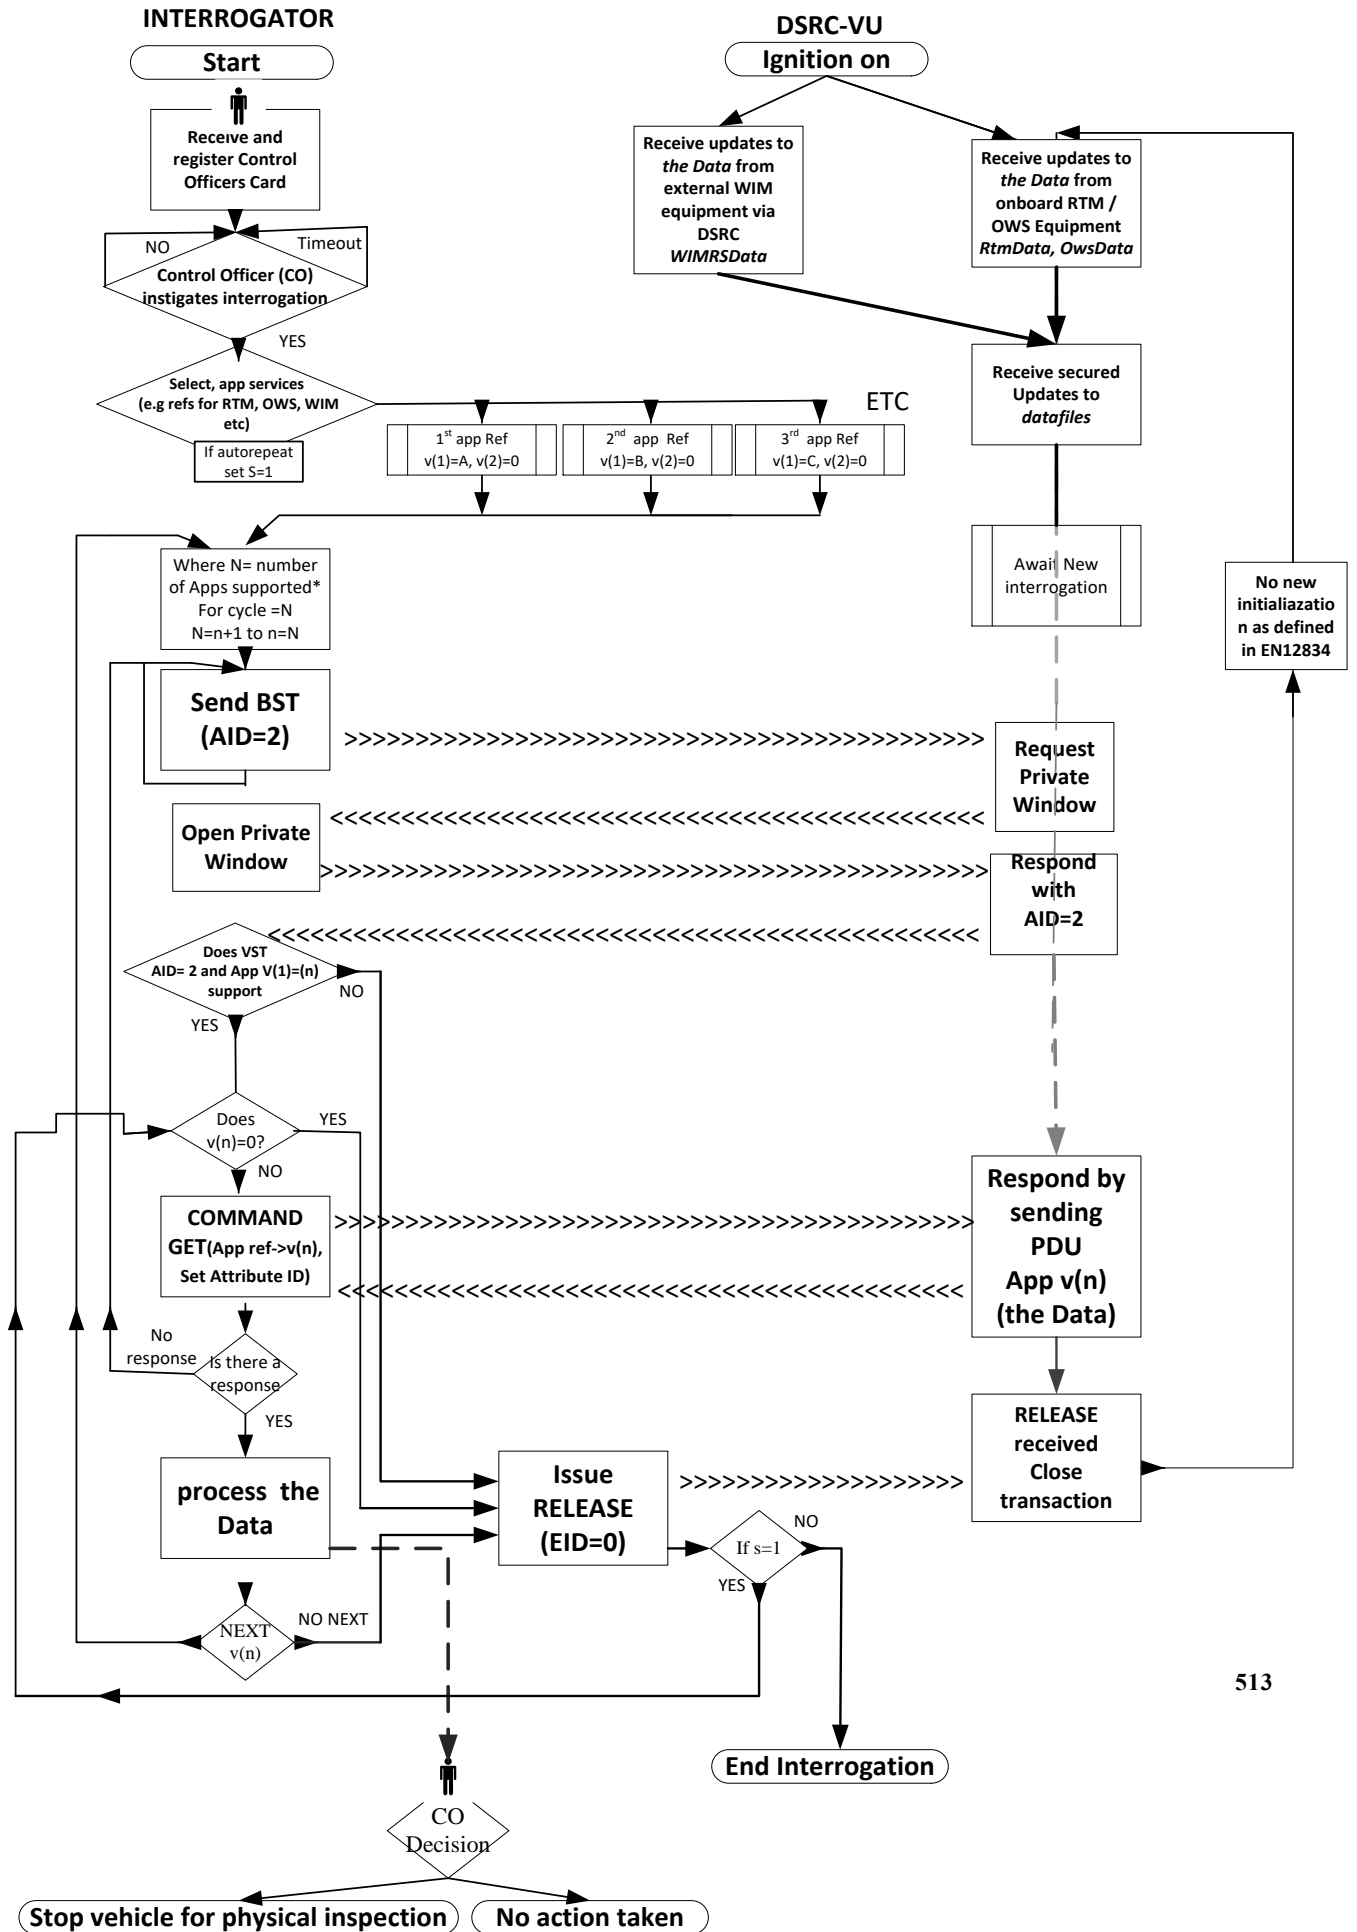 INTERROGATOR
Start
Receive and
register Control
Officers Card
NO
Timeout
Control Officer (CO)
instigates interrogation
YES
Select, app services
(e.g refs for RTM, OWS, WIM
etc)
If autorepeat
set S=1
ETC
1st app Ref
v(1)=A, v(2)=0
2nd app Ref
v(1)=B, v(2)=0
3rd app Ref
v(1)=C, v(2)=0
Where N= number
of Apps supported*
For cycle =N
N=n+1 to n=N
Send BST
(AID=2)
>>>>>>>>>>>>>>>>>>>>>>>>>>>>>>>>>>>>>>>>>>>>>
<<<<<<<<<<<<<<<<<<<<<<<<<<<<<<<<<<<<<<<<<<<<<<
Open Private
Window
>>>>>>>>>>>>>>>>>>>>>>>>>>>>>>>>>>>>>>>>>>>>>>>
<<<<<<<<<<<<<<<<<<<<<<<<<<<<<<<<<<<<<<<<<<<<<<<<<<
Does VST
AID= 2 and App V(1)=(n)
support
NO
YES
Does
v(n)=0?
YES
NO
COMMAND
GET(App ref->v(n),
Set Attribute ID)
>>>>>>>>>>>>>>>>>>>>>>>>>>>>>>>>>>>>>>>>>>>>>
<<<<<<<<<<<<<<<<<<<<<<<<<<<<<<<<<<<<<<<<<<<<
No
response
Is there a
response
YES
process the
Data
NEXT
v(n)
NO NEXT
Issue
RELEASE
(EID=0)
>>>>>>>>>>>>>>>>>>>>
If s=1
NO
YES
End Interrogation
CO
Decision
Stop vehicle for physical inspection
No action taken
DSRC-VU
Ignition on
Receive updates to
the Data from
external WIM
equipment via
DSRC
WIMRSData
Receive updates to
the Data from
onboard RTM /
OWS Equipment
RtmData, OwsData
Receive secured
Updates to
datafiles
Await New
interrogation
No new
initialiazatio
n as defined
in EN12834
Request
Private
Window
Respond
with
AID=2
Respond by
sending
PDU
App v(n)
(the Data)
RELEASE
received
Close
transaction
513